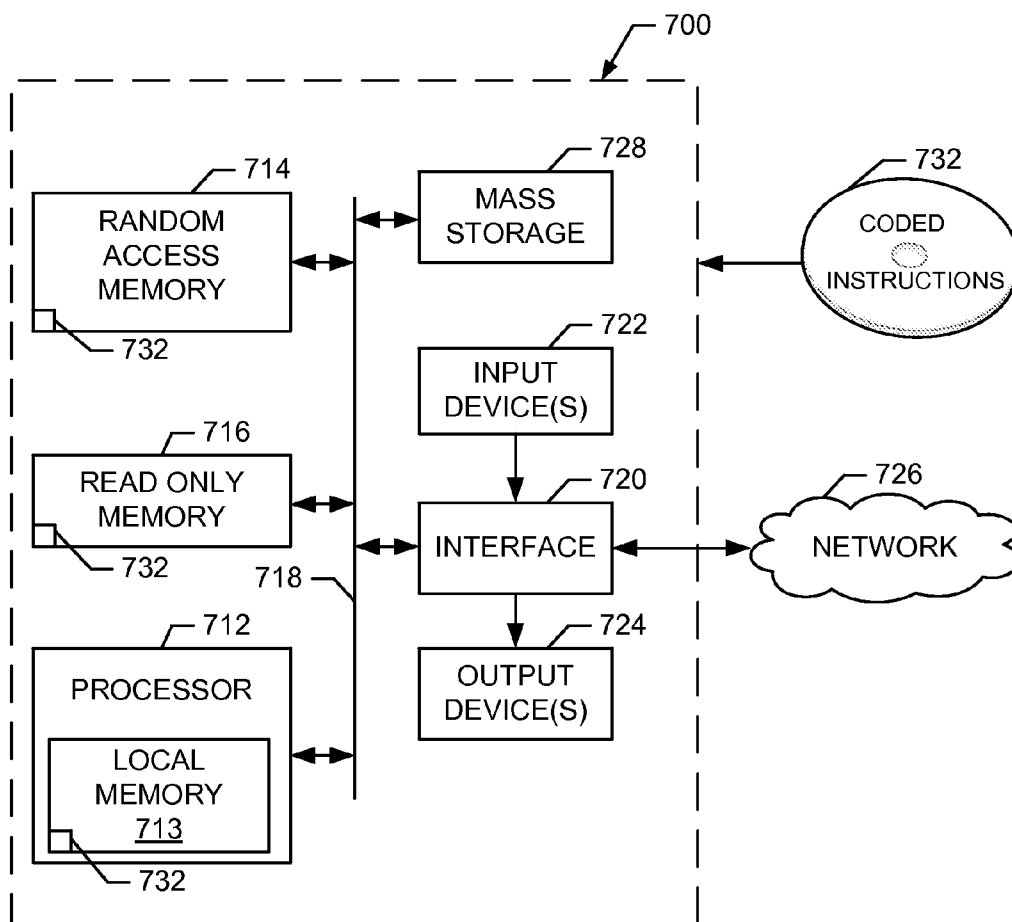 700
714
RANDOM
ACCESS
MEMORY
732
728
MASS
STORAGE
732
CODED
INSTRUCTIONS
722
INPUT
DEVICE(S)
716
READ ONLY
MEMORY
732
718
720
INTERFACE
726
NETWORK
712
PROCESSOR
LOCAL
MEMORY
713
732
724
OUTPUT
DEVICE(S)